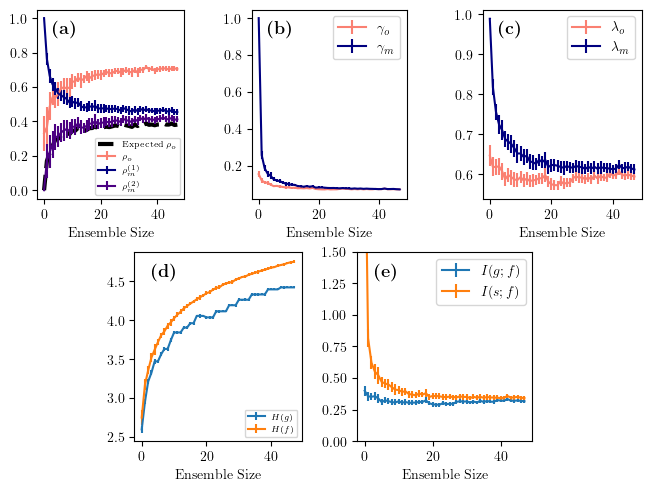 (a)
1.0
0.8
0.6
0.4
0.2
0.0
Expected ρₒ
ρₒ
ρₘ⁽¹⁾
ρₘ⁽²⁾
0 20 40
Ensemble Size
(b)
1.0
0.8
0.6
0.4
0.2
γₒ
γₘ
0 20 40
Ensemble Size
(c)
1.0
0.9
0.8
0.7
0.6
λₒ
λₘ
0 20 40
Ensemble Size
(d)
4.5
4.0
3.5
3.0
2.5
H(g)
H(f)
0 20 40
Ensemble Size
(e)
1.50
1.25
1.00
0.75
0.50
0.25
0.00
I(g; f)
I(s; f)
0 20 40
Ensemble Size